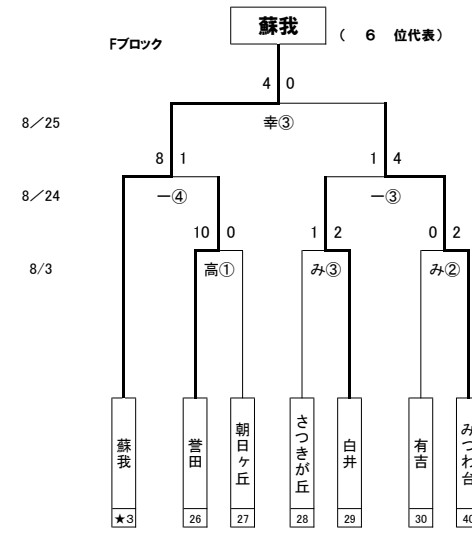 蘇我
( 6 位代表)
Fブロック
4 0
8/25
幸③
8 1
1 4
8/24
一④
一③
10 0
1 2
0 2
8/3
高①
み③
み②
蘇我
誉田
朝日ヶ丘
さつきが丘
白井
有吉
みつわ台
★3
26
27
28
29
30
40